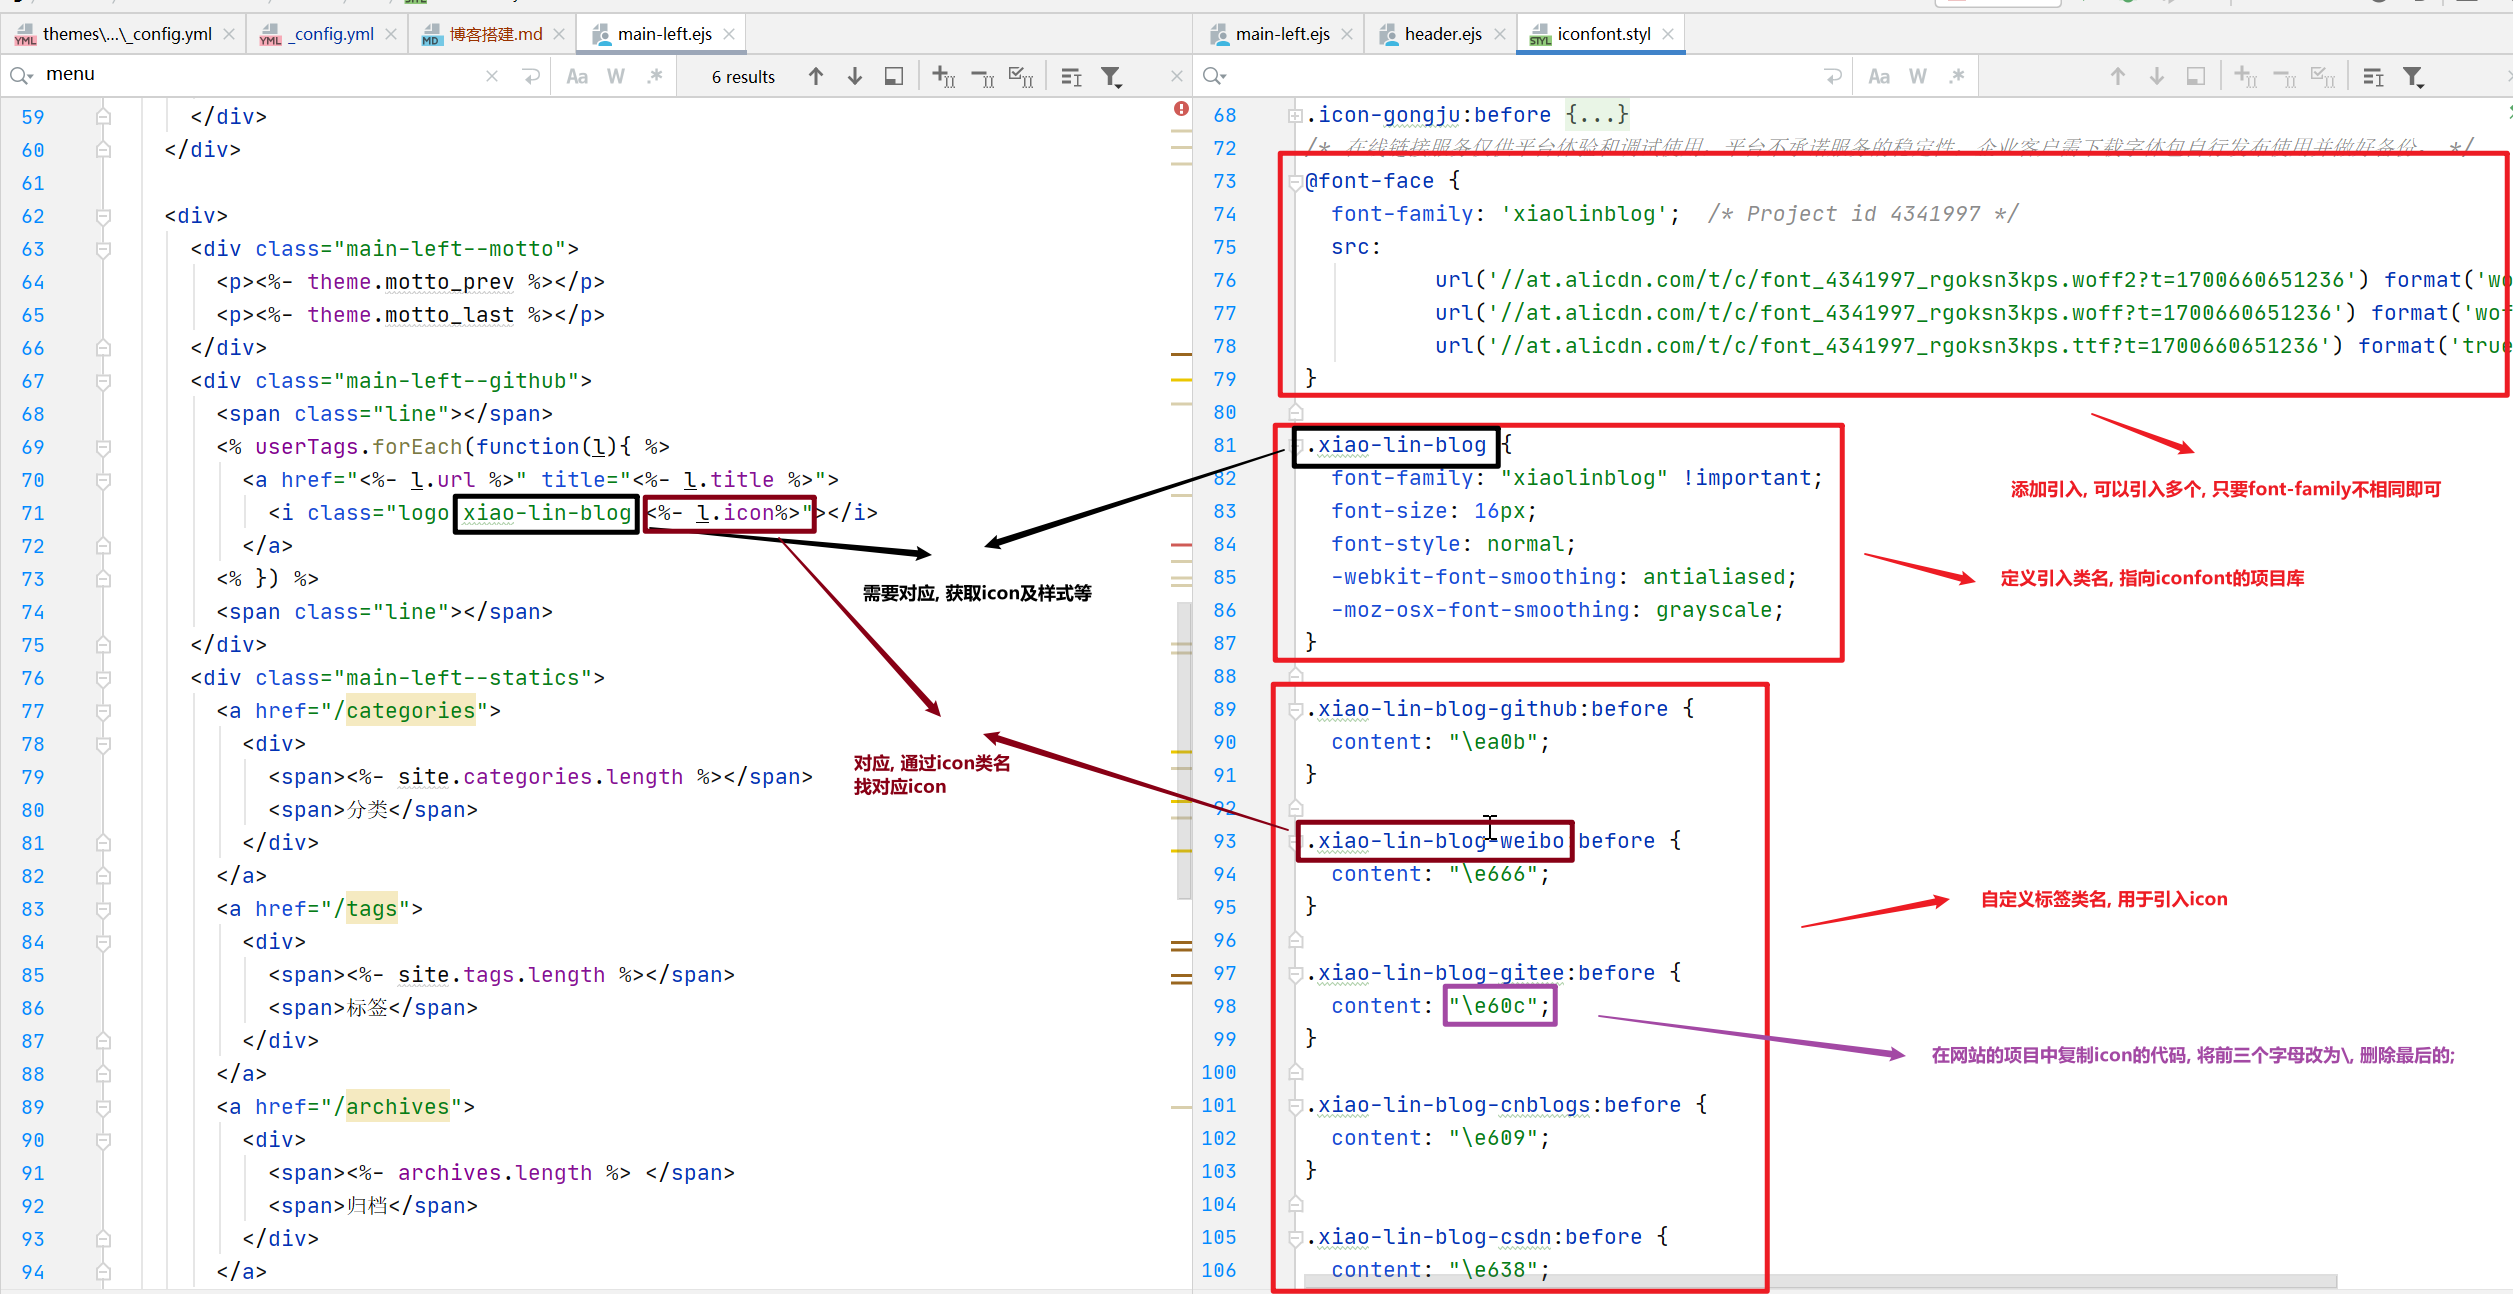 themes\...\_config.yml
_config.yml
博客搭建.md
main-left.ejs
main-left.ejs
header.ejs
iconfont.styl
menu
Aa W .*
6 results
Aa W .*
59 </div>
60 </div>
61
62 <div>
63 <div class="main-left--motto">
64 <p><%- theme.motto_prev %></p>
65 <p><%- theme.motto_last %></p>
66 </div>
67 <div class="main-left--github">
68 <span class="line"></span>
69 <% userTags.forEach(function(l){ %>
70 <a href="<%- l.url %>" title="<%- l.title %>">
71 <i class="logo xiao-lin-blog <%- l.icon%>"></i>
72 </a>
73 <% }) %>
74 <span class="line"></span>
75 </div>
76 <div class="main-left--statics">
77 <a href="/categories">
78 <div>
79 <span><%- site.categories.length %></span>
80 <span>分类</span>
81 </div>
82 </a>
83 <a href="/tags">
84 <div>
85 <span><%- site.tags.length %></span>
86 <span>标签</span>
87 </div>
88 </a>
89 <a href="/archives">
90 <div>
91 <span><%- archives.length %> </span>
92 <span>归档</span>
93 </div>
94 </a>
需要对应, 获取icon及样式等
对应, 通过icon类名
找对应icon
68 .icon-gongju:before {...}
72 /* 在线链接服务仅供平台体验和调试使用，平台不承诺服务的稳定性，企业客户需下载字体包自行发布使用并做好备份。 */
73 @font-face {
74 font-family: 'xiaolinblog'; /* Project id 4341997 */
75 src:
76 url('//at.alicdn.com/t/c/font_4341997_rgoksn3kps.woff2?t=1700660651236') format('wo
77 url('//at.alicdn.com/t/c/font_4341997_rgoksn3kps.woff?t=1700660651236') format('wof
78 url('//at.alicdn.com/t/c/font_4341997_rgoksn3kps.ttf?t=1700660651236') format('true
79 }
80
81 .xiao-lin-blog {
82 font-family: "xiaolinblog" !important;
83 font-size: 16px;
84 font-style: normal;
85 -webkit-font-smoothing: antialiased;
86 -moz-osx-font-smoothing: grayscale;
87 }
88
89 .xiao-lin-blog-github:before {
90 content: "\ea0b";
91 }
92
93 .xiao-lin-blog-weibo before {
94 content: "\e666";
95 }
96
97 .xiao-lin-blog-gitee:before {
98 content: "\e60c";
99 }
100
101 .xiao-lin-blog-cnblogs:before {
102 content: "\e609";
103 }
104
105 .xiao-lin-blog-csdn:before {
106 content: "\e638";
添加引入, 可以引入多个, 只要font-family不相同即可
定义引入类名, 指向iconfont的项目库
自定义标签类名, 用于引入icon
在网站的项目中复制icon的代码, 将前三个字母改为\, 删除最后的;